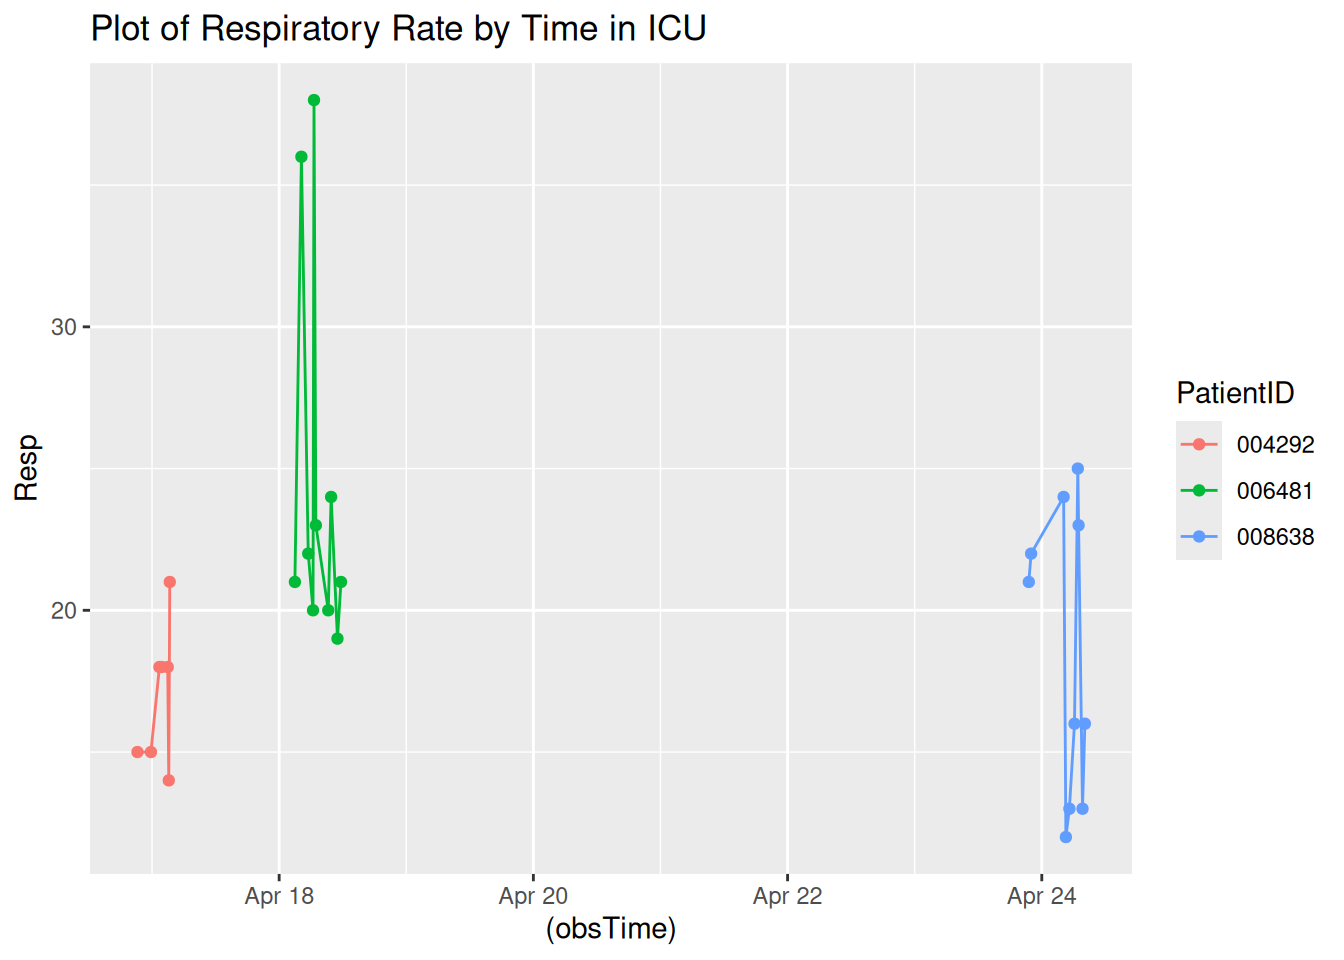 Plot of Respiratory Rate by Time in ICU
Resp
30
20
Apr 18
Apr 20
Apr 22
Apr 24
(obsTime)
PatientID
004292
006481
008638